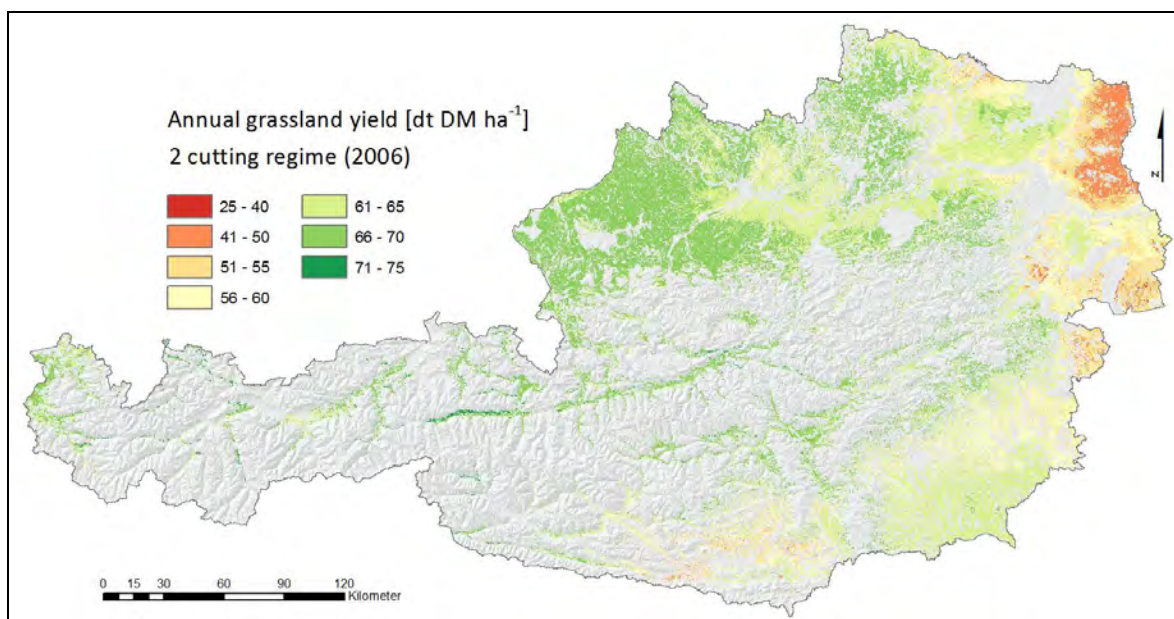 Annual grassland yield [dt DM ha⁻¹]
2 cutting regime (2006)
25 - 40
41 - 50
51 - 55
56 - 60
61 - 65
66 - 70
71 - 75
N
0 15 30 60 90 120
Kilometer